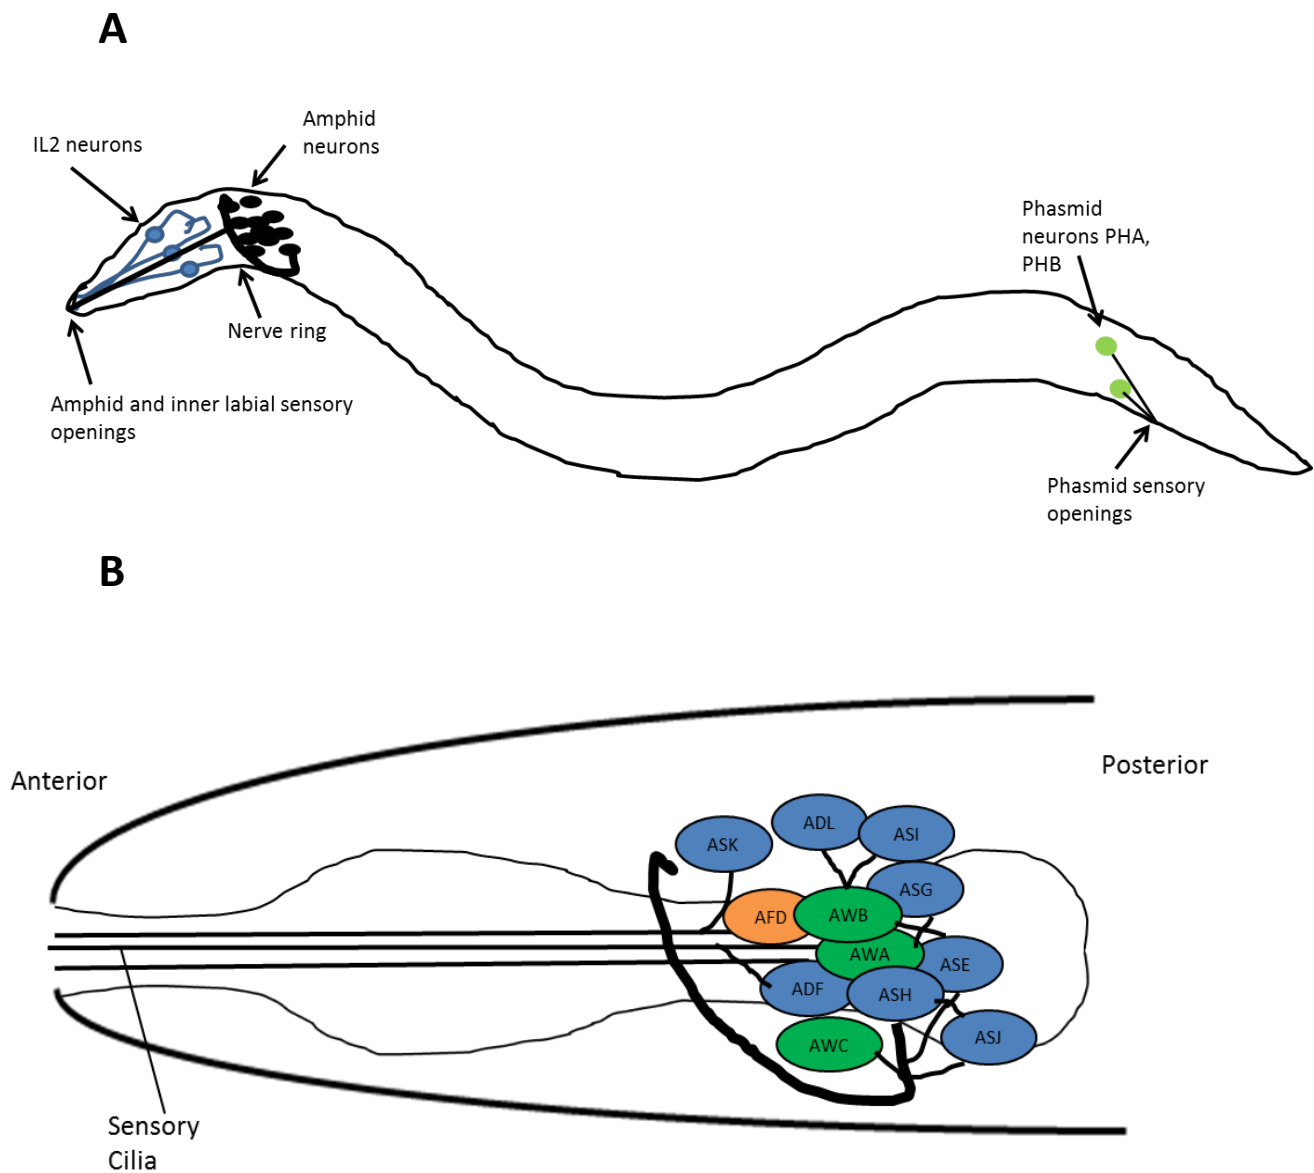 A
Amphid
neurons
IL2 neurons
Phasmid
neurons PHA,
PHB
Nerve ring
Amphid and inner labial sensory
openings
Phasmid sensory
openings
B
Anterior
Posterior
ADL
ASI
ASK
ASG
AFD
AWB
AWA
ASE
ADF
ASH
ASJ
AWC
Sensory
Cilia